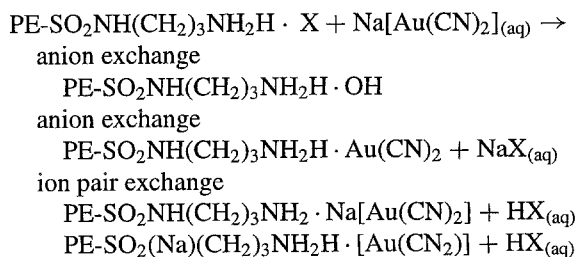 PE-SO₂NH(CH₂)₃NH₂H · X + Na[Au(CN)₂]₍aq₎ →
anion exchange
PE-SO₂NH(CH₂)₃NH₂H · OH
anion exchange
PE-SO₂NH(CH₂)₃NH₂H · Au(CN)₂ + NaX₍aq₎
ion pair exchange
PE-SO₂NH(CH₂)₃NH₂ · Na[Au(CN)₂] + HX₍aq₎
PE-SO₂(Na)(CH₂)₃NH₂H · [Au(CN₂)] + HX₍aq₎